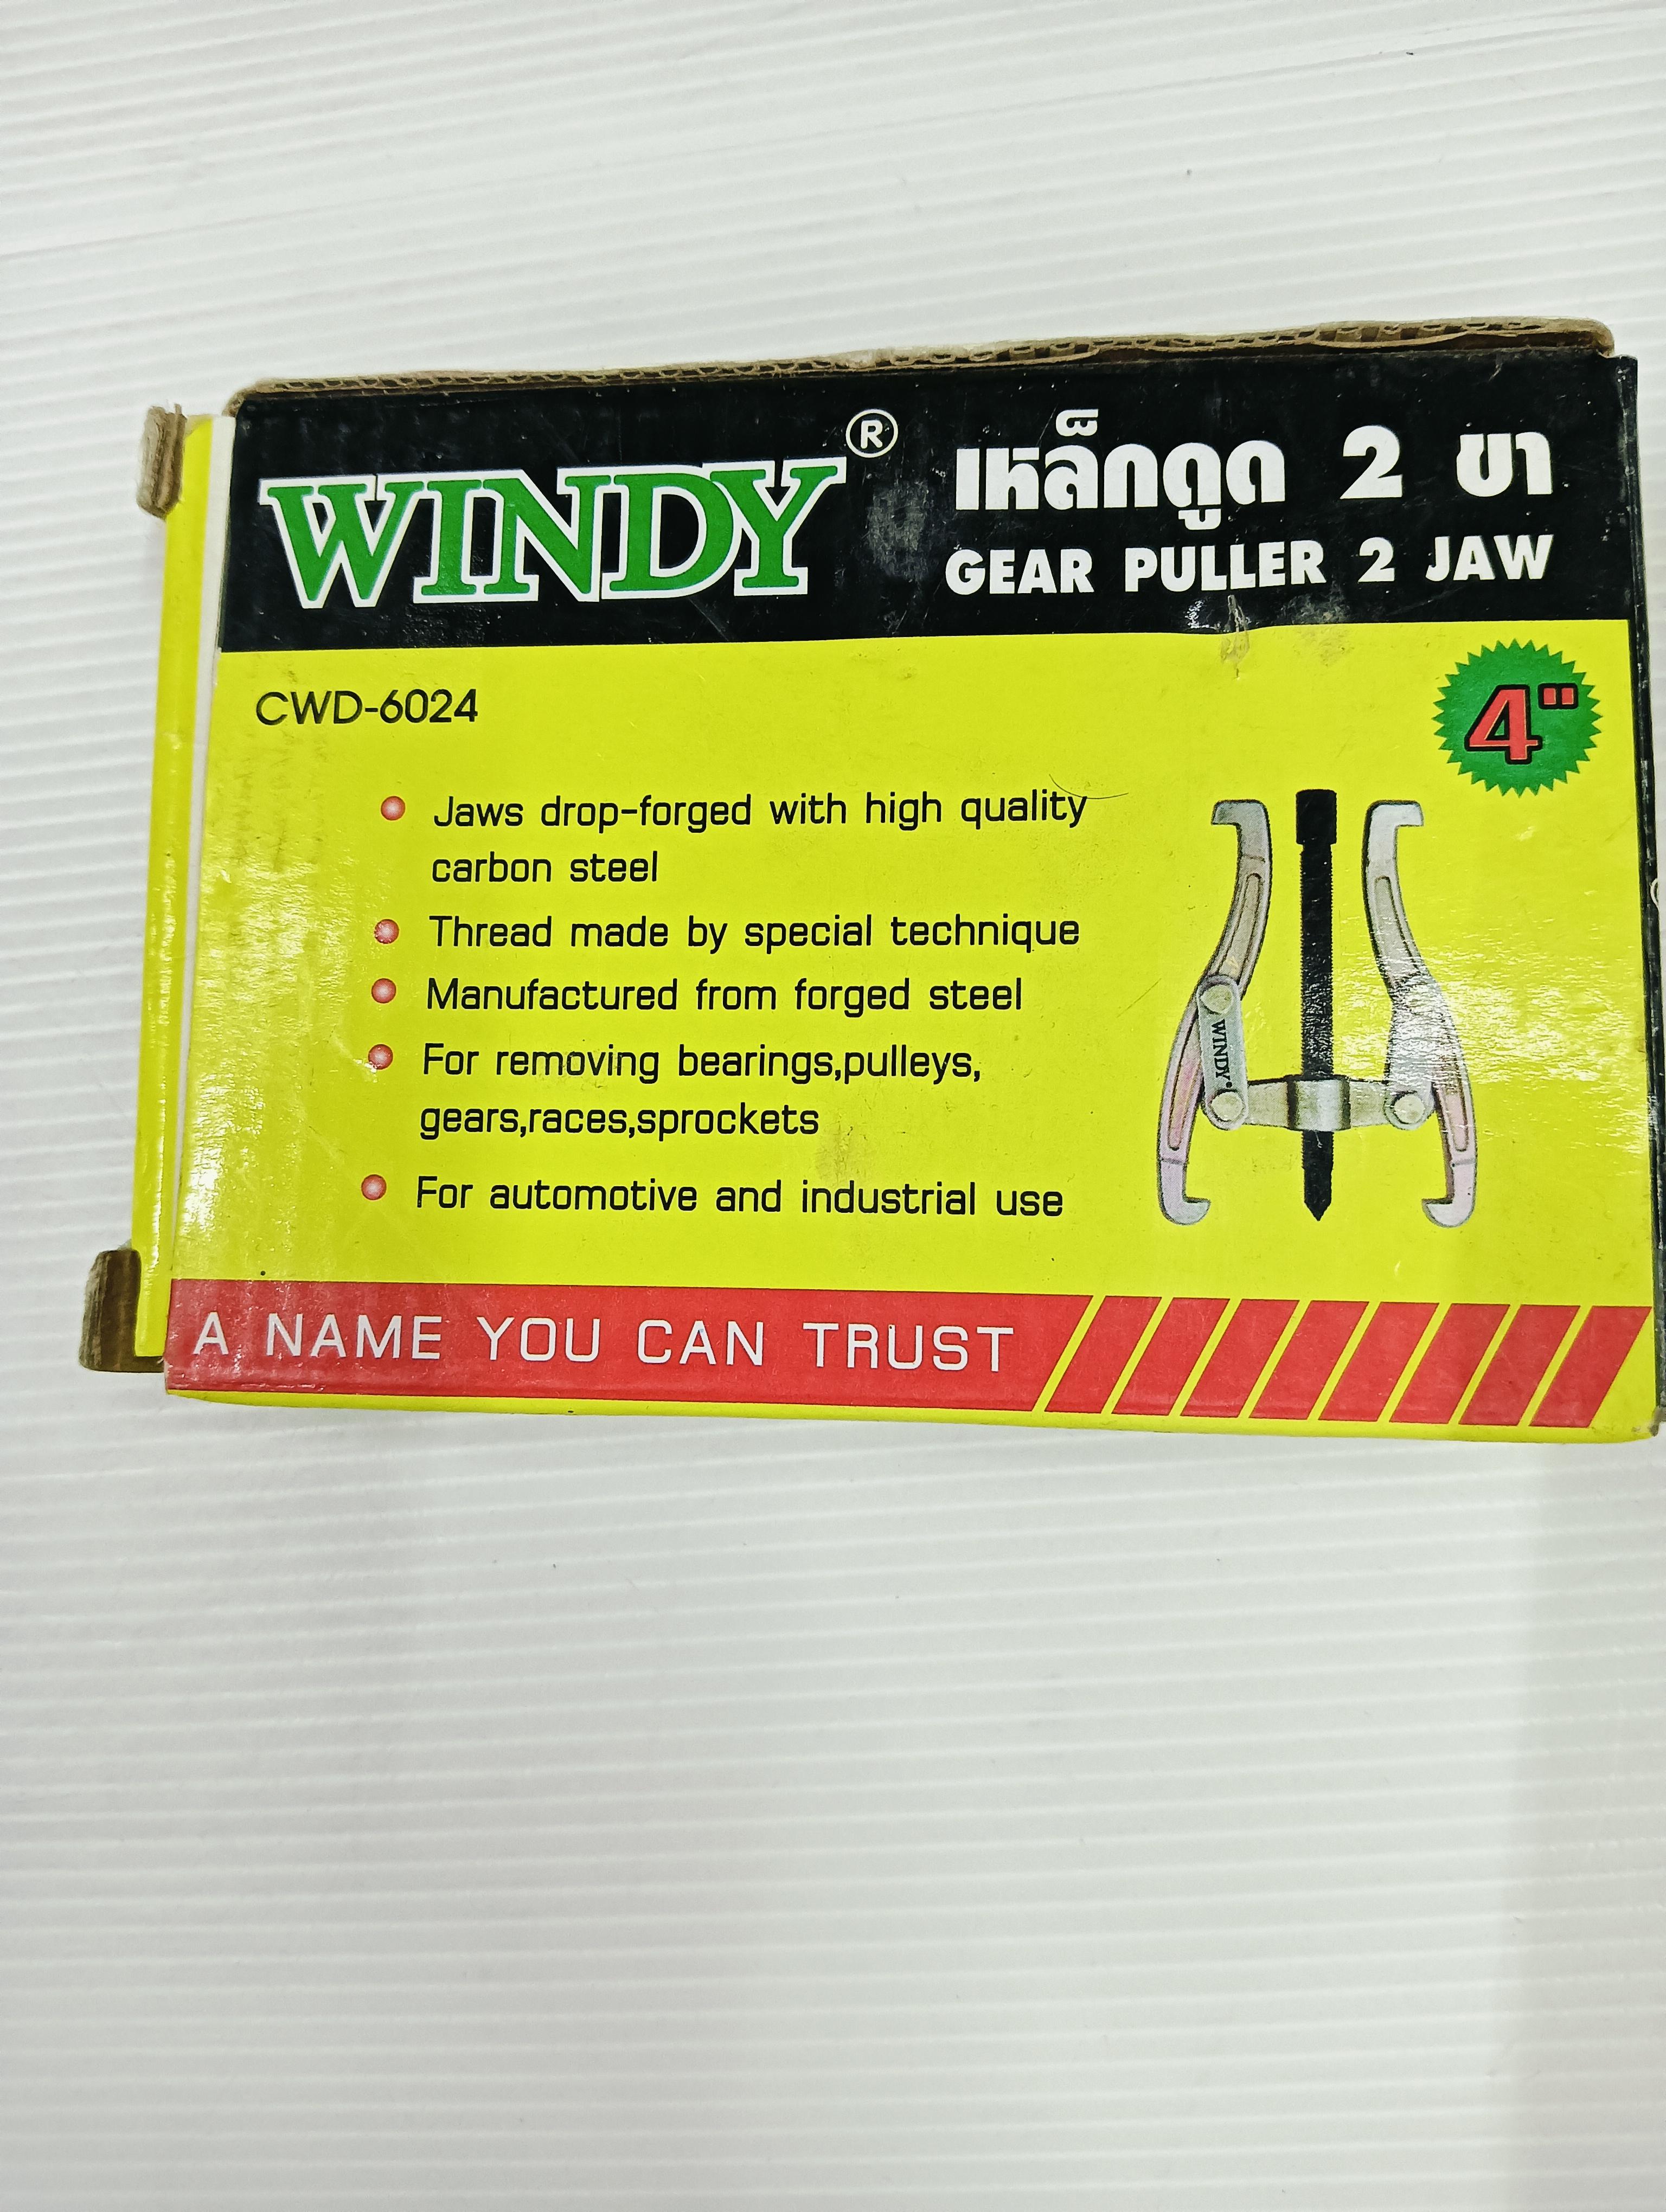 WINDY®
เหล็กดูด 2 ขา
GEAR PULLER 2 JAW
CWD-6024
4"
Jaws drop-forged with high quality
carbon steel
Thread made by special technique
Manufactured from forged steel
For removing bearings,pulleys,
gears,races,sprockets
For automotive and industrial use
WINDY®
A NAME YOU CAN TRUST